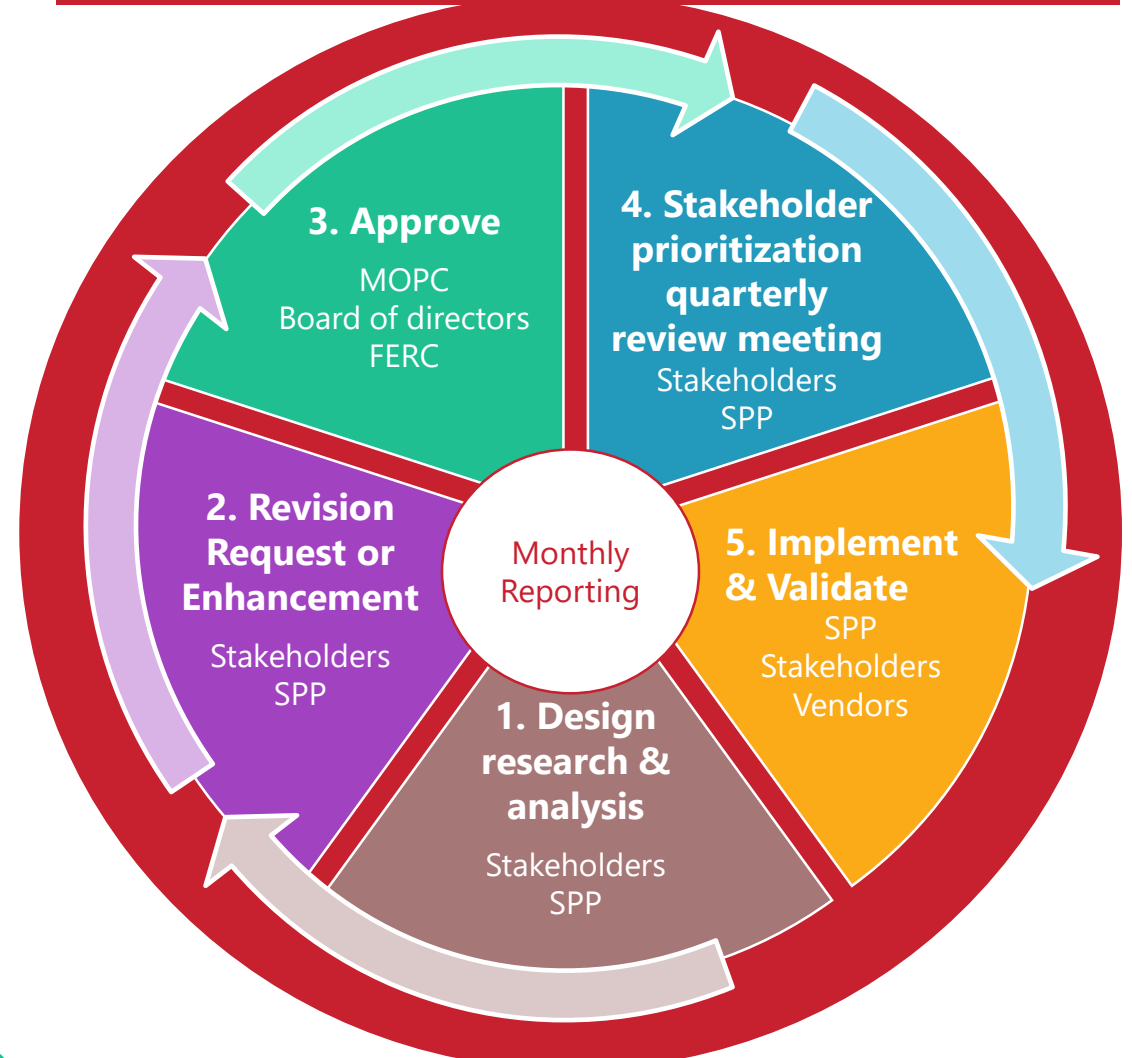 3. Approve
MOPC
Board of directors
FERC
4. Stakeholder
prioritization
quarterly
review meeting
Stakeholders
SPP
2. Revision
Request or
Enhancement
Stakeholders
SPP
Monthly
Reporting
5. Implement
& Validate
SPP
Stakeholders
Vendors
1. Design
research &
analysis
Stakeholders
SPP